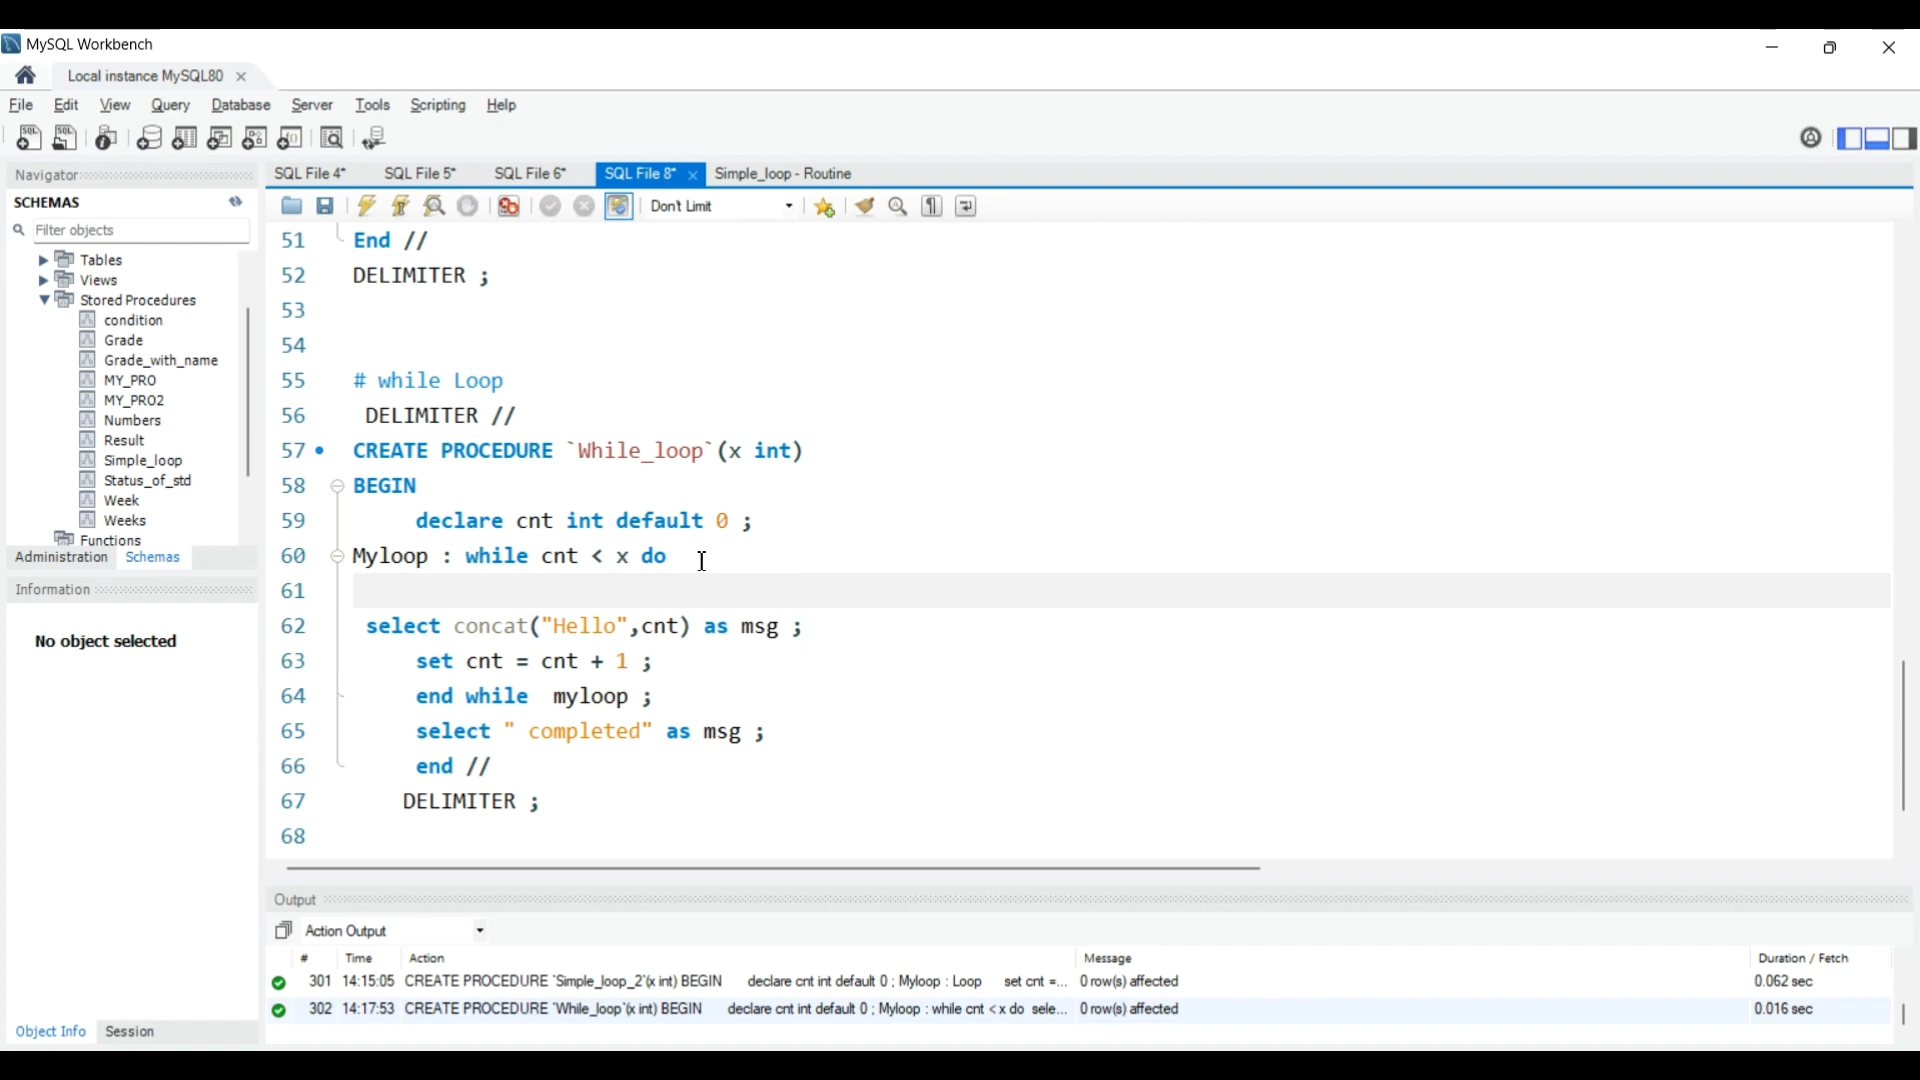 MySQL Workbench
Local instance MySQL80
File Edit View Query Database Server Tools Scripting Help
Navigator
SQL File 4* SQL File 5* SQL File 6* SQL File 8* Simple_loop - Routine
SCHEMAS
Don't Limit
Filter objects
Tables
Views
Stored Procedures
condition
Grade
Grade_with_name
MY_PRO
MY_PRO2
Numbers
Result
Simple_loop
Status_of_std
Week
Weeks
Functions
Administration Schemas
Information
No object selected
Object Info Session
51 End //
52 DELIMITER ;
53
54
55 # while Loop
56 DELIMITER //
57 CREATE PROCEDURE `While_loop`(x int)
58 BEGIN
59 declare cnt int default 0 ;
60 Myloop : while cnt < x do
61
62 select concat("Hello",cnt) as msg ;
63 set cnt = cnt + 1 ;
64 end while myloop ;
65 select " completed" as msg ;
66 end //
67 DELIMITER ;
68
Output
Action Output
# Time Action Message Duration / Fetch
301 14:15:05 CREATE PROCEDURE `Simple_loop_2`(x int) BEGIN declare cnt int default 0 ; Myloop : Loop set cnt =... 0 row(s) affected 0.062 sec
302 14:17:53 CREATE PROCEDURE `While_loop`(x int) BEGIN declare cnt int default 0 ; Myloop : while cnt < x do sele... 0 row(s) affected 0.016 sec